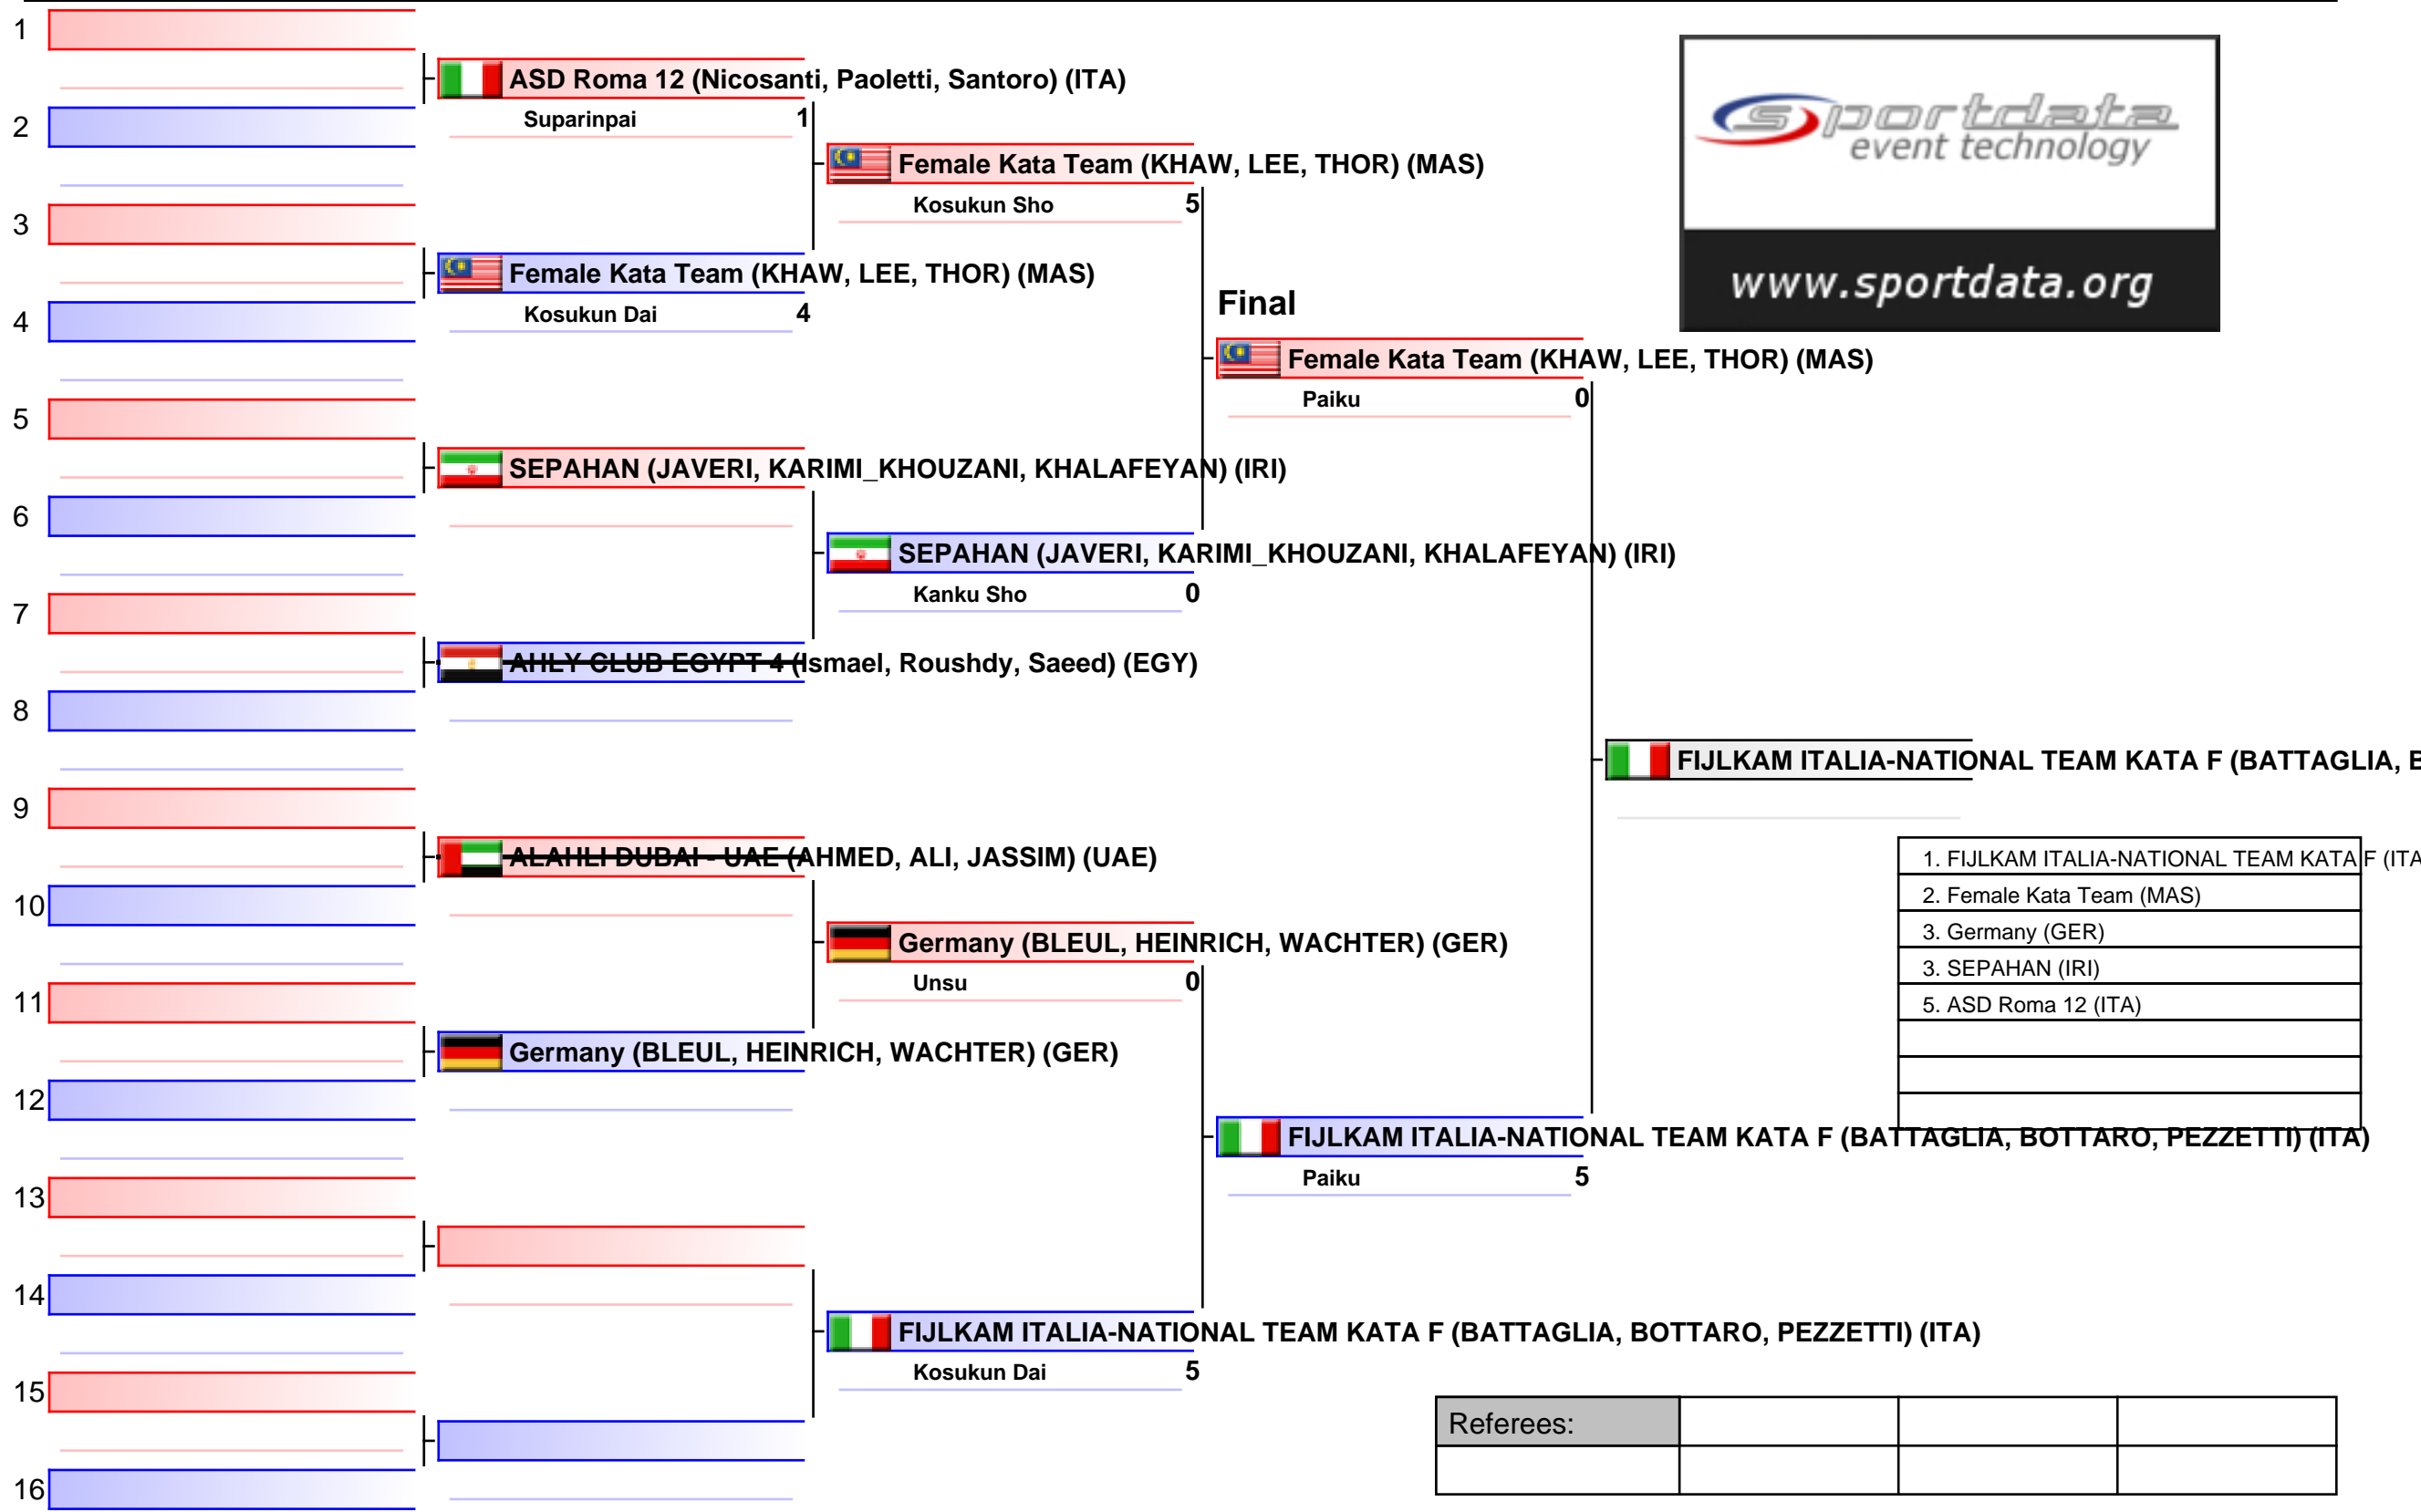 1
ASD Roma 12 (Nicosanti, Paoletti, Santoro) (ITA)
Suparinpai 1
2
Female Kata Team (KHAW, LEE, THOR) (MAS)
Kosukun Sho 5
3
Female Kata Team (KHAW, LEE, THOR) (MAS)
Kosukun Dai 4
4
sportdata
event technology
www.sportdata.org
Final
Female Kata Team (KHAW, LEE, THOR) (MAS)
Paiku 0
5
SEPAHAN (JAVERI, KARIMI_KHOUZANI, KHALAFEYAN) (IRI)
6
SEPAHAN (JAVERI, KARIMI_KHOUZANI, KHALAFEYAN) (IRI)
Kanku Sho 0
7
AHLY CLUB EGYPT 4 (Ismael, Roushdy, Saeed) (EGY)
8
FIJLKAM ITALIA-NATIONAL TEAM KATA F (BATTAGLIA, B
9
ALAHLI DUBAI - UAE (AHMED, ALI, JASSIM) (UAE)
1. FIJLKAM ITALIA-NATIONAL TEAM KATA F (ITA
2. Female Kata Team (MAS)
3. Germany (GER)
3. SEPAHAN (IRI)
5. ASD Roma 12 (ITA)
10
Germany (BLEUL, HEINRICH, WACHTER) (GER)
Unsu 0
11
Germany (BLEUL, HEINRICH, WACHTER) (GER)
12
FIJLKAM ITALIA-NATIONAL TEAM KATA F (BATTAGLIA, BOTTARO, PEZZETTI) (ITA)
Paiku 5
13
14
FIJLKAM ITALIA-NATIONAL TEAM KATA F (BATTAGLIA, BOTTARO, PEZZETTI) (ITA)
Kosukun Dai 5
15
Referees:
16